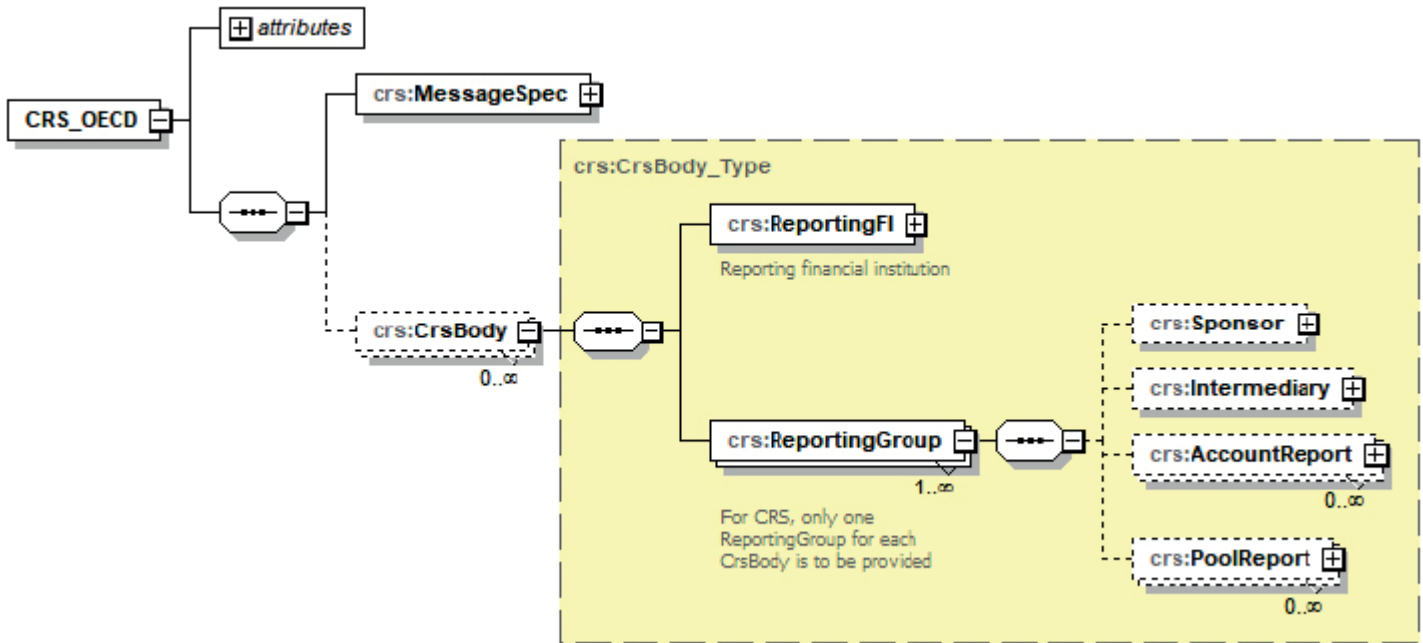 attributes
crs:MessageSpec
CRS_OECD
crs:CrsBody_Type
crs:ReportingFI
Reporting financial institution
crs:CrsBody
0..∞
crs:Sponsor
crs:Intermediary
crs:ReportingGroup
1..∞
For CRS, only one
ReportingGroup for each
CrsBody is to be provided
crs:AccountReport
0..∞
crs:PoolReport
0..∞